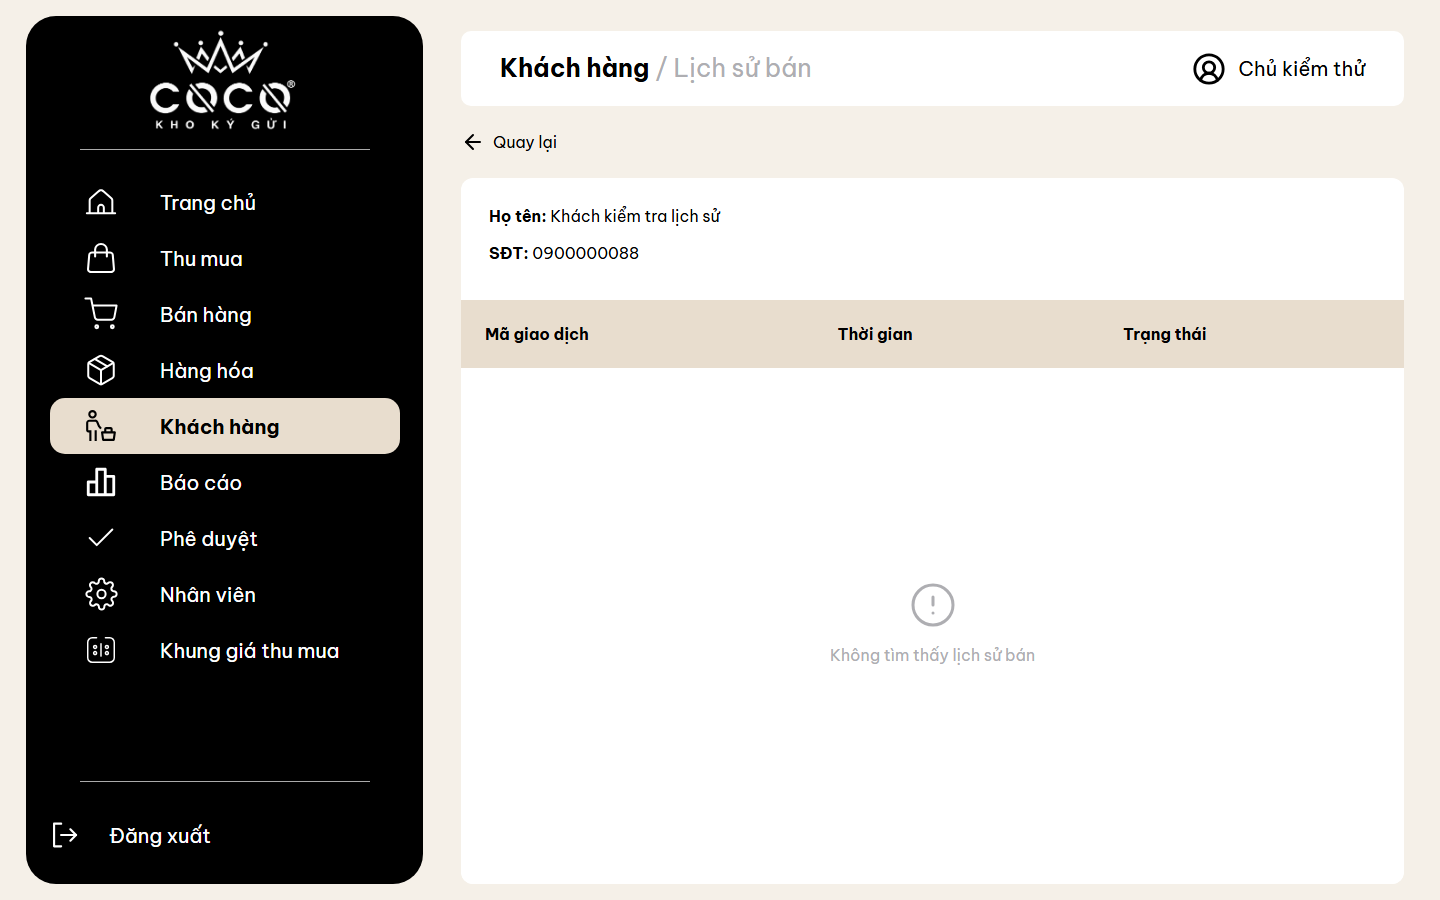 COCO®
KHO KÝ GỬI
Trang chủ
Thu mua
Bán hàng
Hàng hóa
Khách hàng
Báo cáo
Phê duyệt
Nhân viên
Khung giá thu mua
Đăng xuất
Khách hàng / Lịch sử bán
Chủ kiểm thử
Quay lại
Họ tên: Khách kiểm tra lịch sử
SĐT: 0900000088
Mã giao dịch Thời gian Trạng thái
Không tìm thấy lịch sử bán